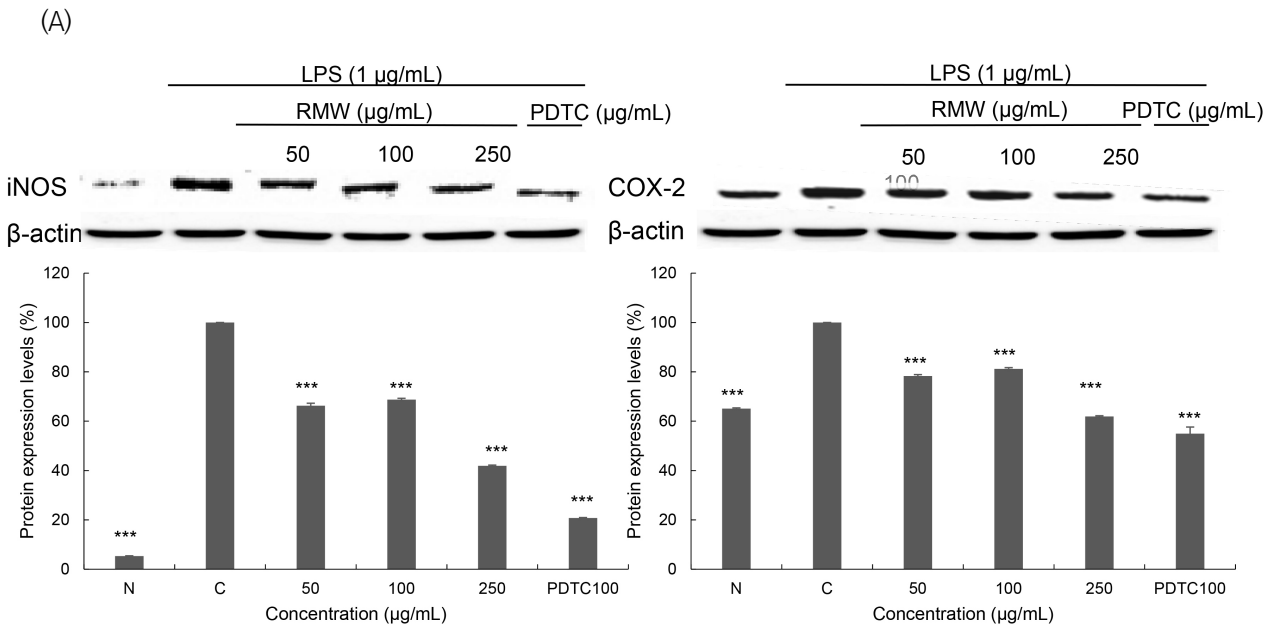 (A)
LPS (1 µg/mL)
RMW (µg/mL)
PDTC (µg/mL)
50 100 250
iNOS
β-actin
120
100
80
60
40
20
0
Protein expression levels (%)
***
***
***
***
***
N C 50 100 250 PDTC100
Concentration (µg/mL)
LPS (1 µg/mL)
RMW (µg/mL)
PDTC (µg/mL)
50 100 250
100
COX-2
β-actin
120
100
80
60
40
20
0
Protein expression levels (%)
***
***
***
***
***
N C 50 100 250 PDTC100
Concentration (µg/mL)